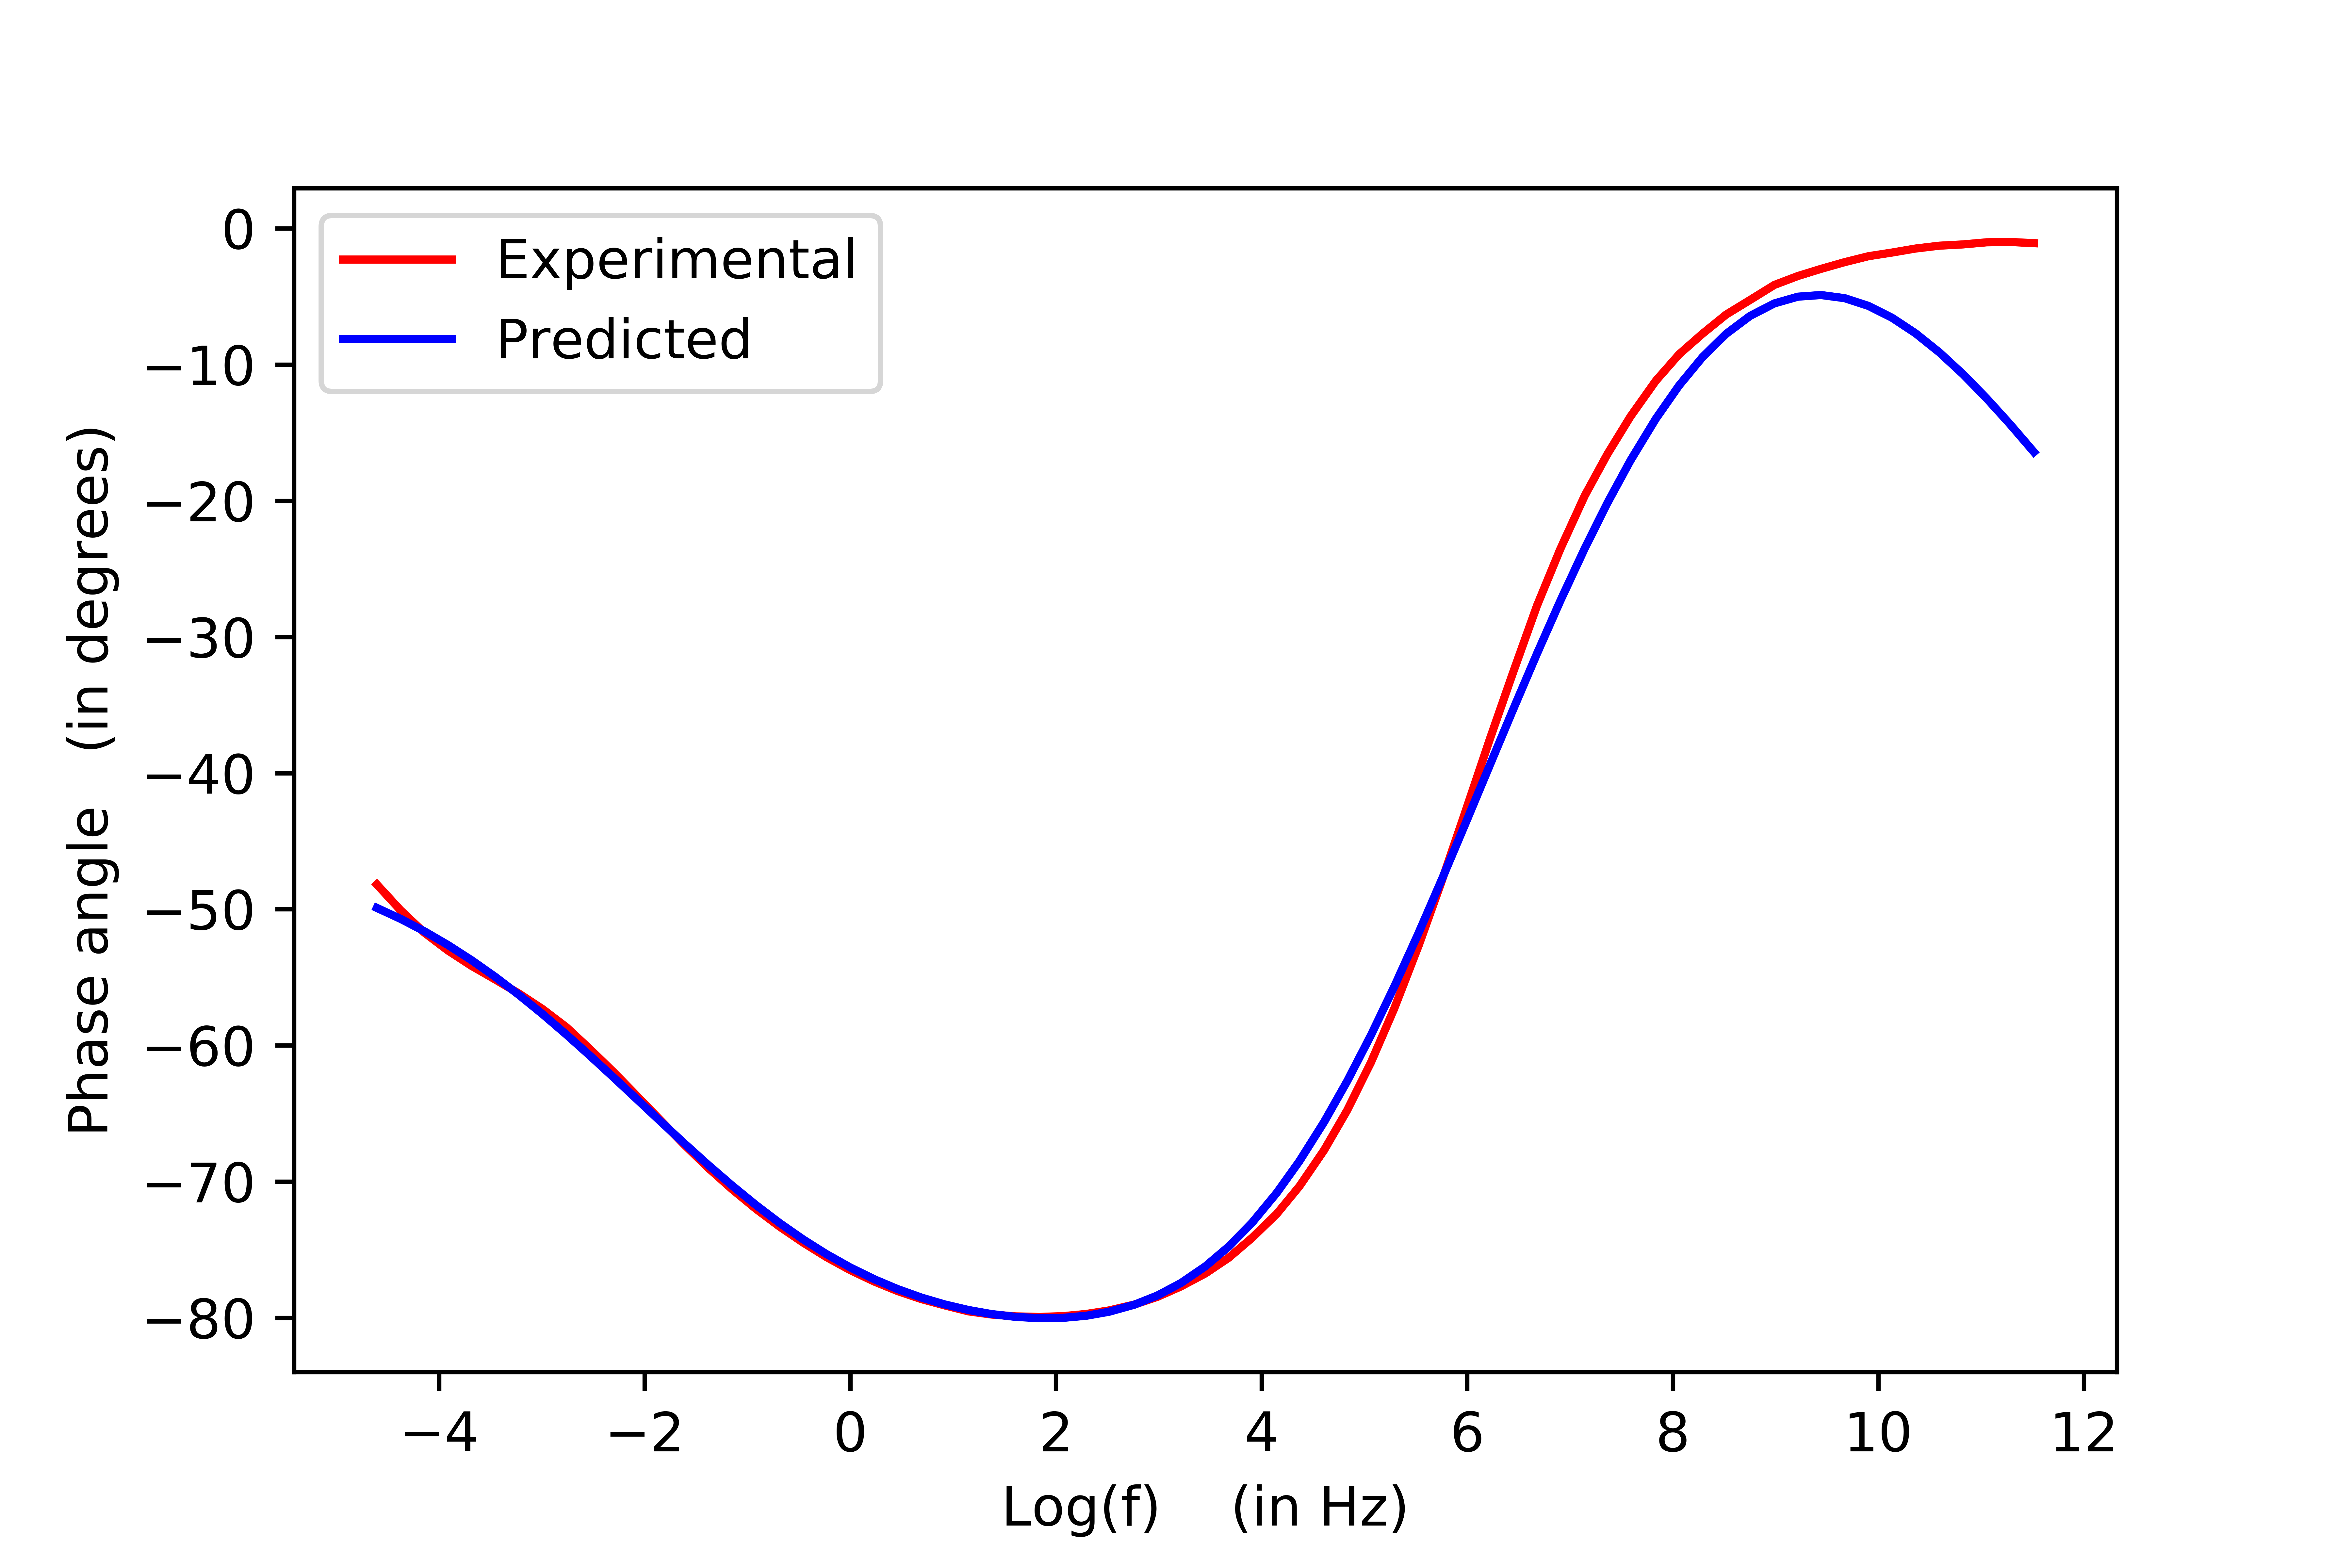 Experimental
Predicted
0
−10
−20
−30
−40
−50
−60
−70
−80
Phase angle (in degrees)
−4 −2 0 2 4 6 8 10 12
Log(f) (in Hz)